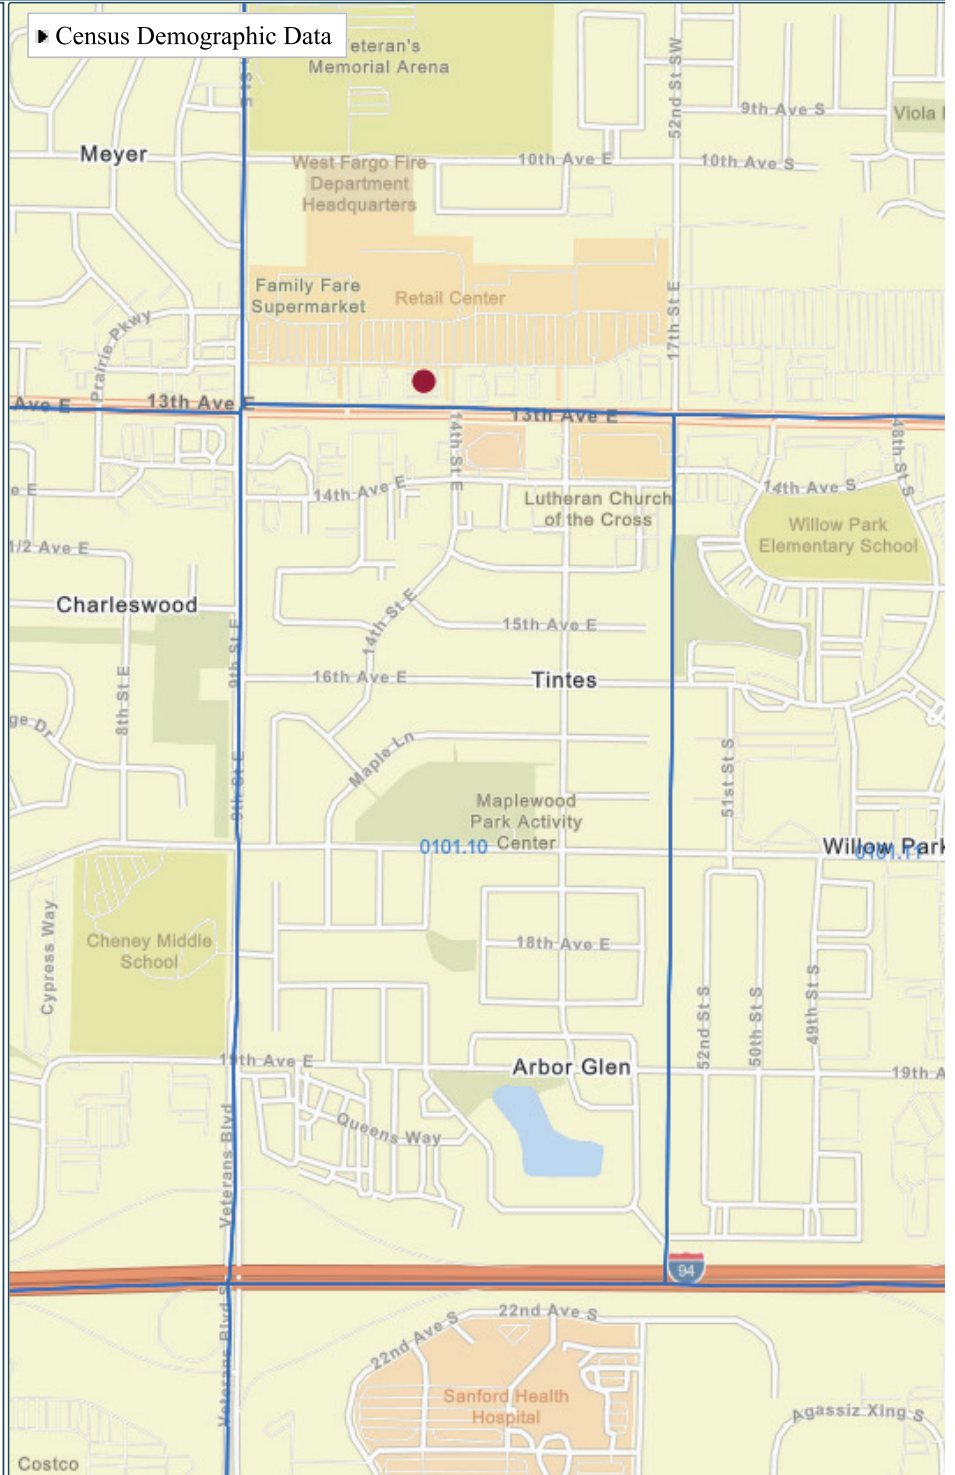 Census Demographic Data
eteran's
Memorial Arena
52nd St SW
9th Ave S
Viola
Meyer
West Fargo Fire
Department
Headquarters
10th Ave E
10th Ave S
Family Fare
Supermarket
Retail Center
17th St E
Prairie Pkwy
Ave E
13th Ave E
13th Ave E
14th St E
48th St S
14th Ave E
14th Ave S
e E
Lutheran Church
of the Cross
Willow Park
Elementary School
1/2 Ave E
Charleswood
14th St E
15th Ave E
9th St E
16th Ave E
Tintes
8th St E
ge Dr
Maple Ln
9th St E
51st St S
Maplewood
Park Activity
Center
0101.10
Willow Park
0101.11
Cypress Way
Cheney Middle
School
18th Ave E
52nd St S
50th St S
49th St S
19th Ave E
Arbor Glen
19th A
Queens Way
Veterans Blvd
94
Veterans Blvd S
22nd Ave S
22nd Ave S
Sanford Health
Hospital
Agassiz Xing S
Costco